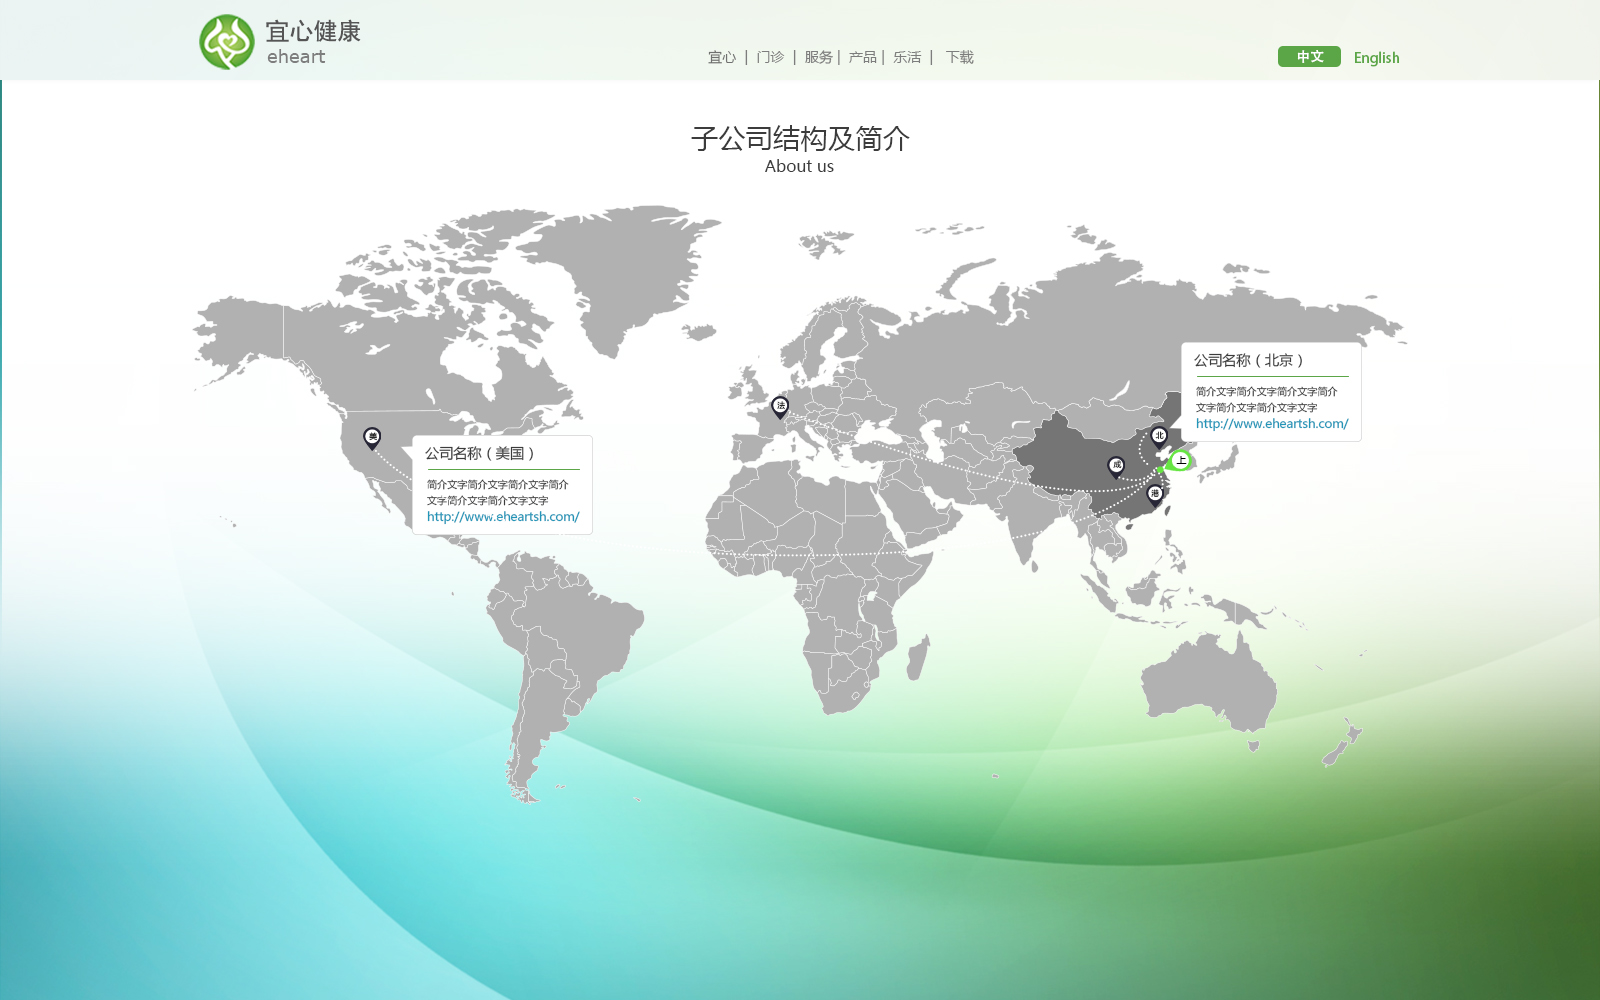 宜心健康
eheart
宜心 | 门诊 | 服务 | 产品 | 乐活 | 下载
中文 English
子公司结构及简介
About us
公司名称（北京）
简介文字简介文字简介文字简介
文字简介文字简介文字文字
http://www.eheartsh.com/
法
美
北
上
成
港
公司名称（美国）
简介文字简介文字简介文字简介
文字简介文字简介文字文字
http://www.eheartsh.com/